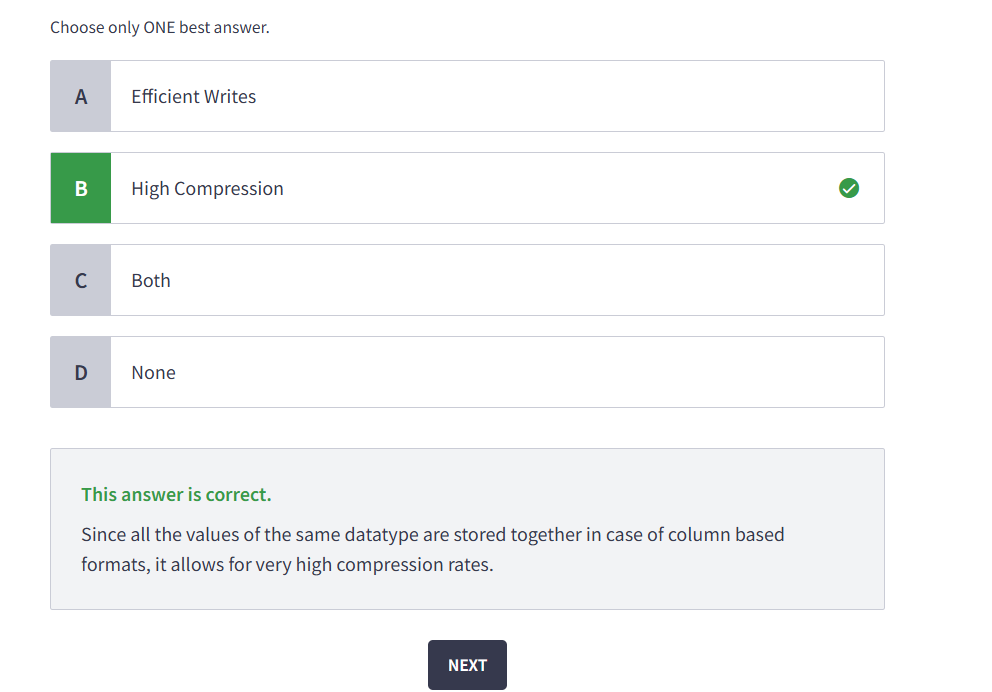 Choose only ONE best answer.
A
Efficient Writes
B
High Compression
C
Both
D
None
This answer is correct.
Since all the values of the same datatype are stored together in case of column based
formats, it allows for very high compression rates.
NEXT